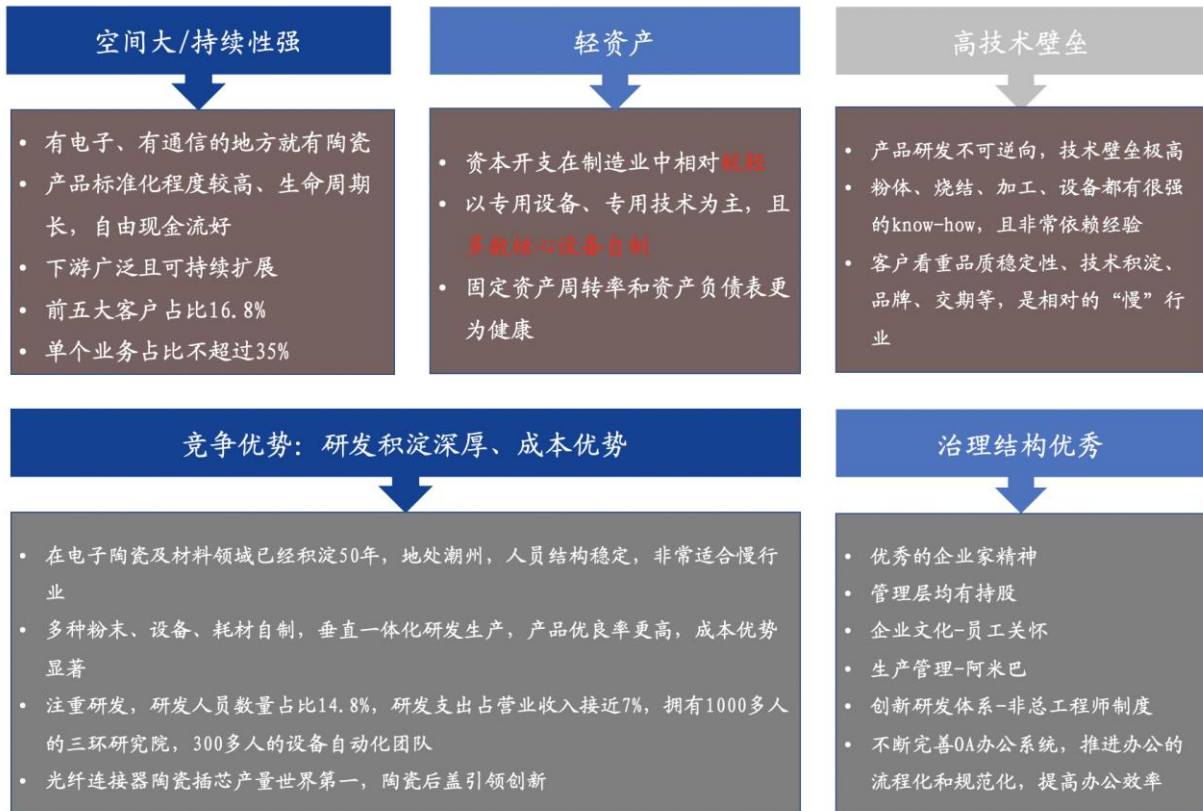 空间大/持续性强
• 有电子、有通信的地方就有陶瓷
• 产品标准化程度较高、生命周期
长，自由现金流好
• 下游广泛且可持续扩展
• 前五大客户占比16.8%
• 单个业务占比不超过35%
轻资产
• 资本开支在制造业中相对较轻
• 以专用设备、专用技术为主，且
多数核心设备自制
• 固定资产周转率和资产负债表更
为健康
高技术壁垒
• 产品研发不可逆向，技术壁垒极高
• 粉体、烧结、加工、设备都有很强
的know-how，且非常依赖经验
• 客户看重品质稳定性、技术积淀、
品牌、交期等，是相对的“慢”行
业
竞争优势：研发积淀深厚、成本优势
• 在电子陶瓷及材料领域已经积淀50年，地处潮州，人员结构稳定，非常适合慢行
业
• 多种粉末、设备、耗材自制，垂直一体化研发生产，产品优良率更高，成本优势
显著
• 注重研发，研发人员数量占比14.8%，研发支出占营业收入接近7%，拥有1000多人
的三环研究院，300多人的设备自动化团队
• 光纤连接器陶瓷插芯产量世界第一，陶瓷后盖引领创新
治理结构优秀
• 优秀的企业家精神
• 管理层均有持股
• 企业文化-员工关怀
• 生产管理-阿米巴
• 创新研发体系-非总工程师制度
• 不断完善OA办公系统，推进办公的
流程化和规范化，提高办公效率